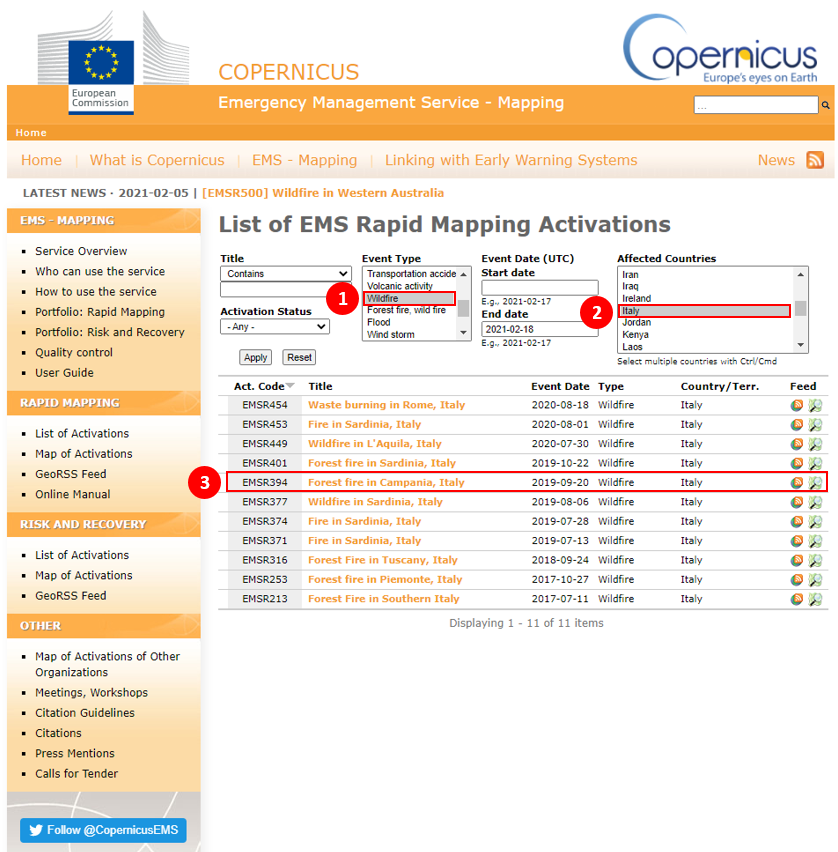 European
Commission
COPERNICUS
Emergency Management Service - Mapping
opernicus
Europe's eyes on Earth
...
Home
Home | What is Copernicus | EMS - Mapping | Linking with Early Warning Systems
News
LATEST NEWS · 2021-02-05 | [EMSR500] Wildfire in Western Australia
EMS - MAPPING
Service Overview
Who can use the service
How to use the service
Portfolio: Rapid Mapping
Portfolio: Risk and Recovery
Quality control
User Guide
RAPID MAPPING
List of Activations
Map of Activations
GeoRSS Feed
Online Manual
RISK AND RECOVERY
List of Activations
Map of Activations
GeoRSS Feed
OTHER
Map of Activations of Other
Organizations
Meetings, Workshops
Citation Guidelines
Citations
Press Mentions
Calls for Tender
Follow @CopernicusEMS
List of EMS Rapid Mapping Activations
Title
Contains
Activation Status
- Any -
Apply Reset
Event Type
Transportation accide
Volcanic activity
1 Wildfire
Forest fire, wild fire
Flood
Wind storm
Event Date (UTC)
Start date
E.g., 2021-02-17
End date
2021-02-18
E.g., 2021-02-17
Affected Countries
Iran
Iraq
Ireland
2 Italy
Jordan
Kenya
Laos
Select multiple countries with Ctrl/Cmd
Act. Code Title Event Date Type Country/Terr. Feed
EMSR454 Waste burning in Rome, Italy 2020-08-18 Wildfire Italy
EMSR453 Fire in Sardinia, Italy 2020-08-01 Wildfire Italy
EMSR449 Wildfire in L'Aquila, Italy 2020-07-30 Wildfire Italy
EMSR401 Forest fire in Sardinia, Italy 2019-10-22 Wildfire Italy
3 EMSR394 Forest fire in Campania, Italy 2019-09-20 Wildfire Italy
EMSR377 Wildfire in Sardinia, Italy 2019-08-06 Wildfire Italy
EMSR374 Fire in Sardinia, Italy 2019-07-28 Wildfire Italy
EMSR371 Fire in Sardinia, Italy 2019-07-13 Wildfire Italy
EMSR316 Forest Fire in Tuscany, Italy 2018-09-24 Wildfire Italy
EMSR253 Forest fire in Piemonte, Italy 2017-10-27 Wildfire Italy
EMSR213 Forest Fire in Southern Italy 2017-07-11 Wildfire Italy
Displaying 1 - 11 of 11 items